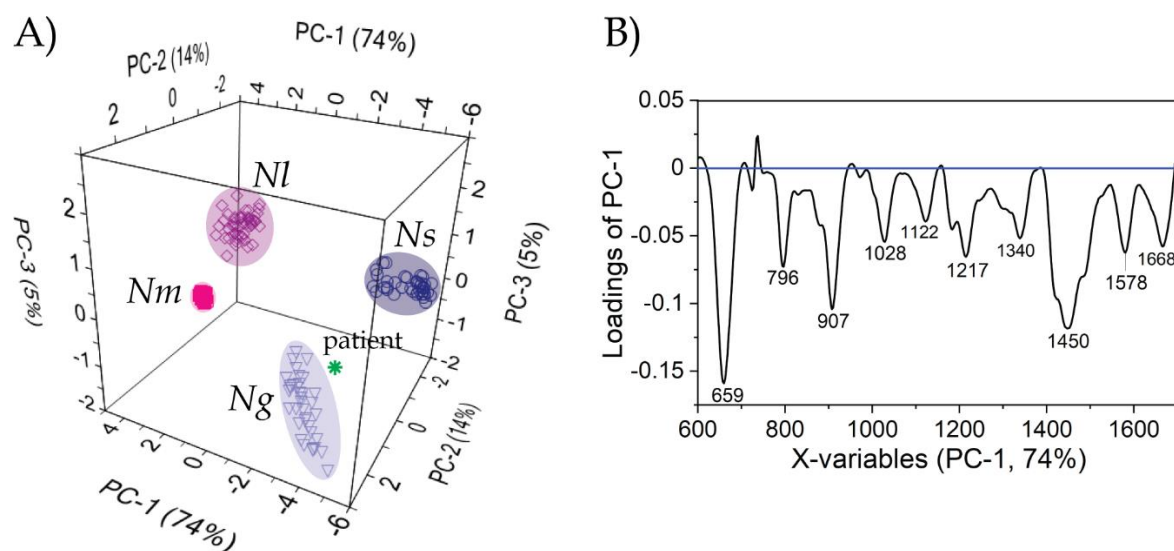 A)
PC-1 (74%)
PC-2 (14%)
2
0
-2
4
2
0
-2
-4
-6
PC-3 (5%)
2
1
0
-1
-2
2
1
0
-1
-2
PC-3 (5%)
Nl
Ns
Nm
patient
Ng
4
2
0
-2
-4
-6
PC-1 (74%)
-2
0
2
PC-2 (14%)
B)
Loadings of PC-1
0.05
0
-0.05
-0.1
-0.15
659
796
907
1028
1122
1217
1340
1450
1578
1668
600 800 1000 1200 1400 1600
X-variables (PC-1, 74%)